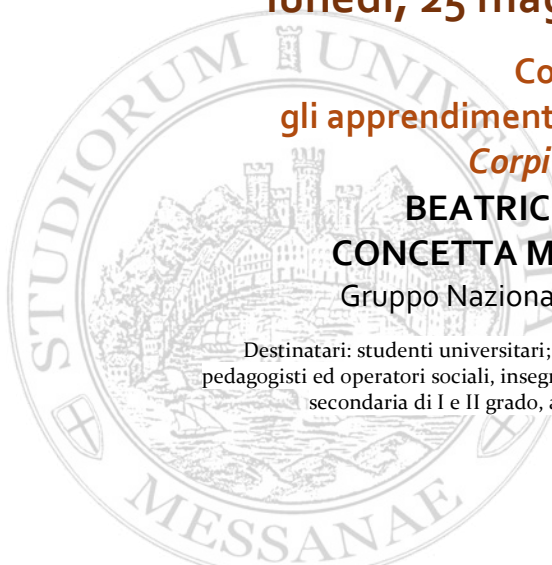 lunedì, 25 mag
Co
gli apprendiment
Corpi
BEATRIC
CONCETTA M
Gruppo Naziona
Destinatari: studenti universitari;
pedagogisti ed operatori sociali, insegn
secondaria di I e II grado, a
STUDIORUM UNI
MESSANAE